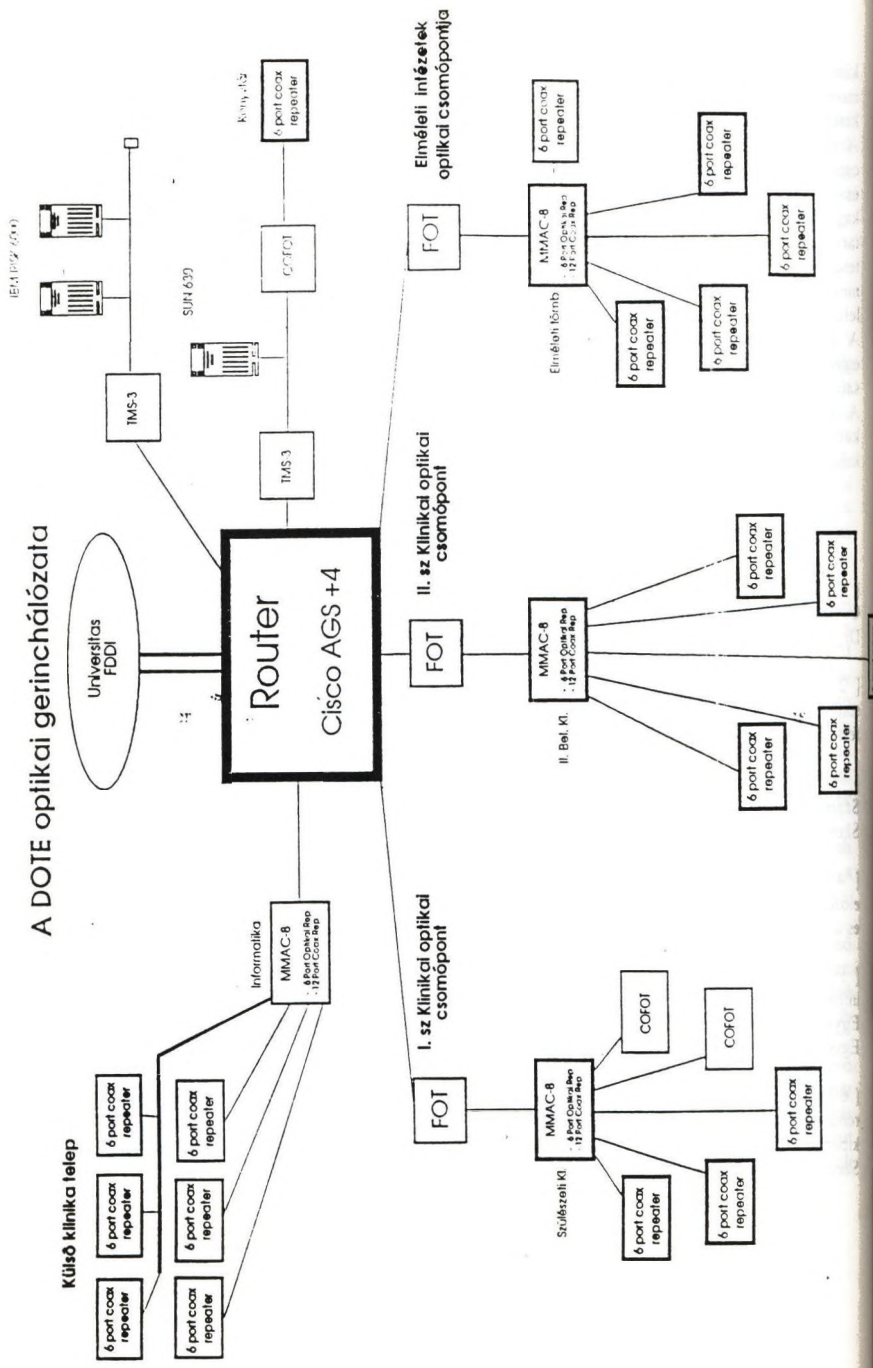 A DOTE optikai gerinchálózata
Universitas
FDDI
Router
Cisco AGS +4
Külső klinika telep
6 port coax
repeater
6 port coax
repeater
6 port coax
repeater
6 port coax
repeater
6 port coax
repeater
6 port coax
repeater
Informatika
MMAC-8
- 6 Port Optikai Rep
- 12 Port Coax Rep
TMS-3
SUN 630
TMS-3
COFOT
6 port coax
repeater
I. sz Klinikai optikai
csomópont
FOT
Szülészeti Kl.
MMAC-8
- 6 Port Optikai Rep
- 12 Port Coax Rep
COFOT
COFOT
6 port coax
repeater
6 port coax
repeater
6 port coax
repeater
II. sz Klinikai optikai
csomópont
FOT
II. Bel. Kl.
MMAC-8
- 6 Port Optikai Rep
- 12 Port Coax Rep
6 port coax
repeater
6 port coax
repeater
6 port coax
repeater
6 port coax
repeater
Elméleti intézetek
optikai csomópontja
FOT
Elméleti tömb
MMAC-8
- 6 Port Optikai Rep
- 12 Port Coax Rep
6 port coax
repeater
6 port coax
repeater
6 port coax
repeater
6 port coax
repeater
6 port coax
repeater